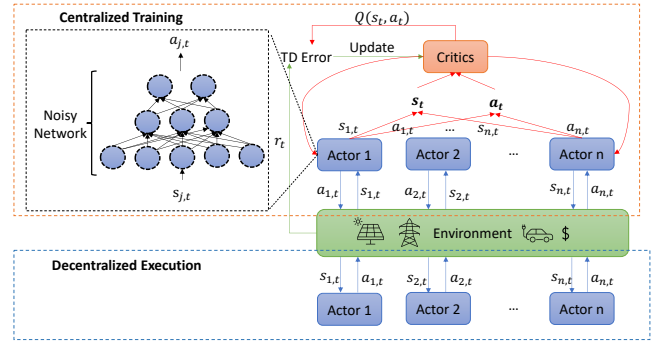 Centralized Training
Q(s_t, a_t)
a_{j,t}
TD Error
Update
Critics
Noisy
Network
s_t
a_t
s_{1,t}
a_{1,t}
...
s_{n,t}
a_{n,t}
r_t
Actor 1
Actor 2
...
Actor n
s_{j,t}
a_{1,t}
s_{1,t}
a_{2,t}
s_{2,t}
s_{n,t}
a_{n,t}
Environment
$
Decentralized Execution
s_{1,t}
a_{1,t}
s_{2,t}
a_{2,t}
s_{n,t}
a_{n,t}
Actor 1
Actor 2
...
Actor n